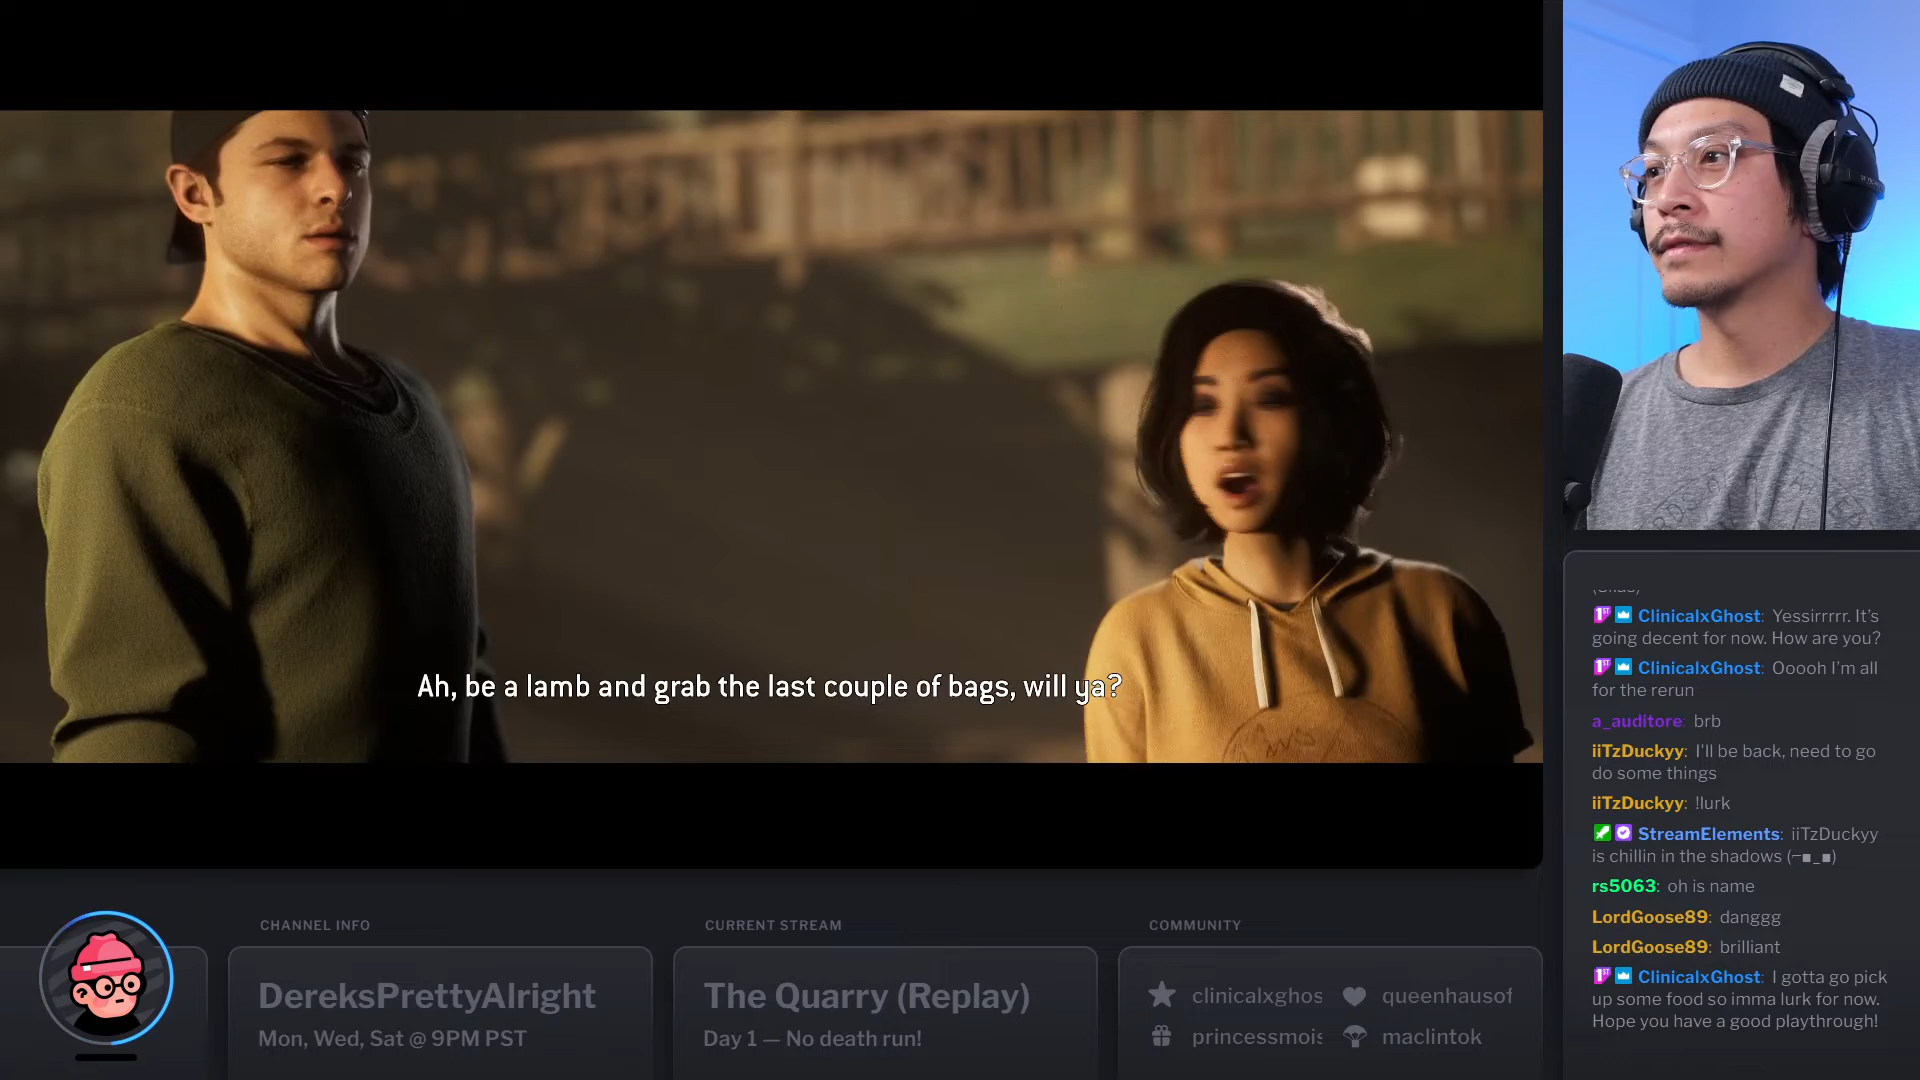 Ah, be a lamb and grab the last couple of bags, will ya?
ClinicalxGhost: Yessirrrrr. It's
going decent for now. How are you?
ClinicalxGhost: Ooooh I'm all
for the rerun
a_auditore: brb
iiTzDuckyy: I'll be back, need to go
do some things
iiTzDuckyy: !lurk
StreamElements: iiTzDuckyy
is chillin in the shadows (⌐■_■)
rs5063: oh is name
LordGoose89: danggg
LordGoose89: brilliant
ClinicalxGhost: I gotta go pick
up some food so imma lurk for now.
Hope you have a good playthrough!
CHANNEL INFO
DereksPrettyAlright
Mon, Wed, Sat @ 9PM PST
CURRENT STREAM
The Quarry (Replay)
Day 1 — No death run!
COMMUNITY
clinicalxghos
queenhausof
princessmois
maclintok